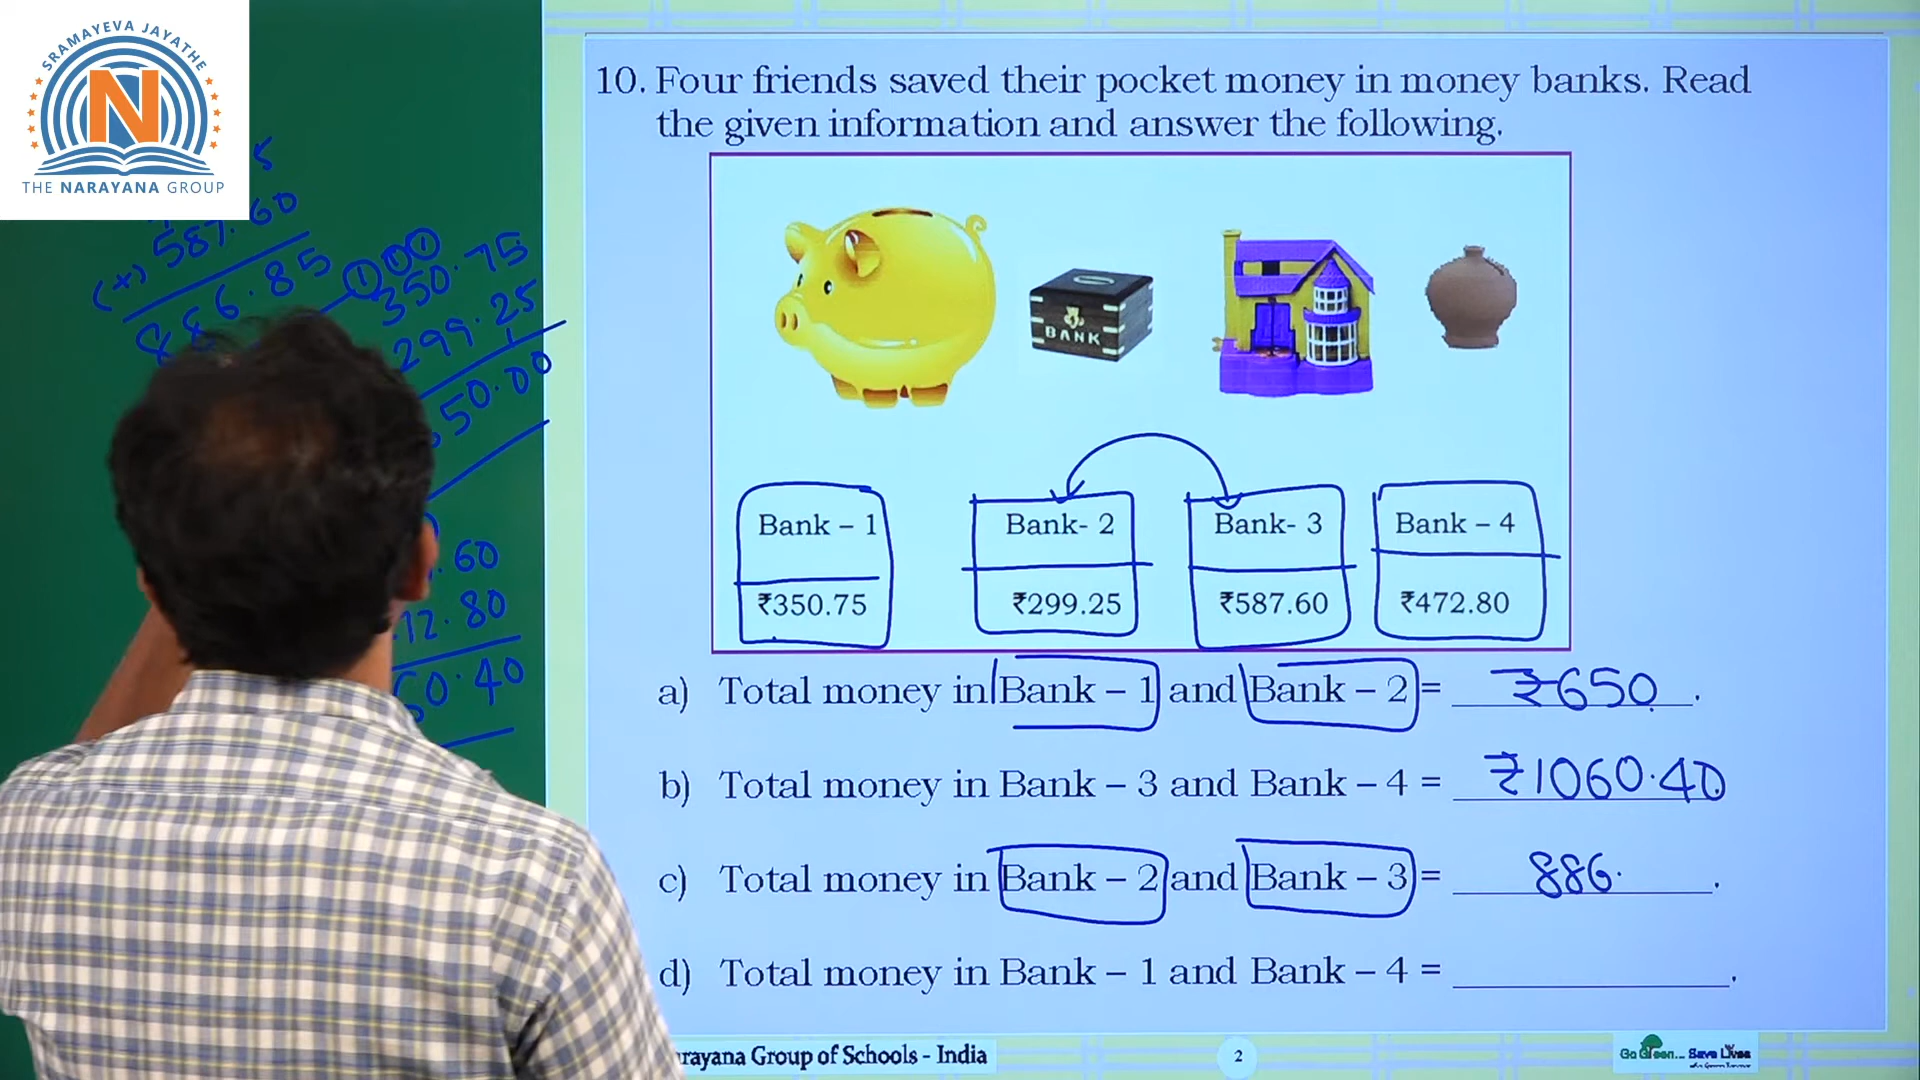 SRAMAYEVA JAYATHE
N
THE NARAYANA GROUP
5
(+) 587.60
886.85
① ① ①
350.75
299.25
650.00
.60
.80
60.40
10. Four friends saved their pocket money in money banks. Read
the given information and answer the following.
BANK
Bank – 1 Bank- 2 Bank- 3 Bank – 4
₹350.75 ₹299.25 ₹587.60 ₹472.80
a) Total money in Bank – 1 and Bank – 2 = ₹650.
b) Total money in Bank – 3 and Bank – 4 = ₹1060.40
c) Total money in Bank – 2 and Bank – 3 = 886. .
d) Total money in Bank – 1 and Bank – 4 = ____________.
rayana Group of Schools - India
2
Go Green... Save Lives